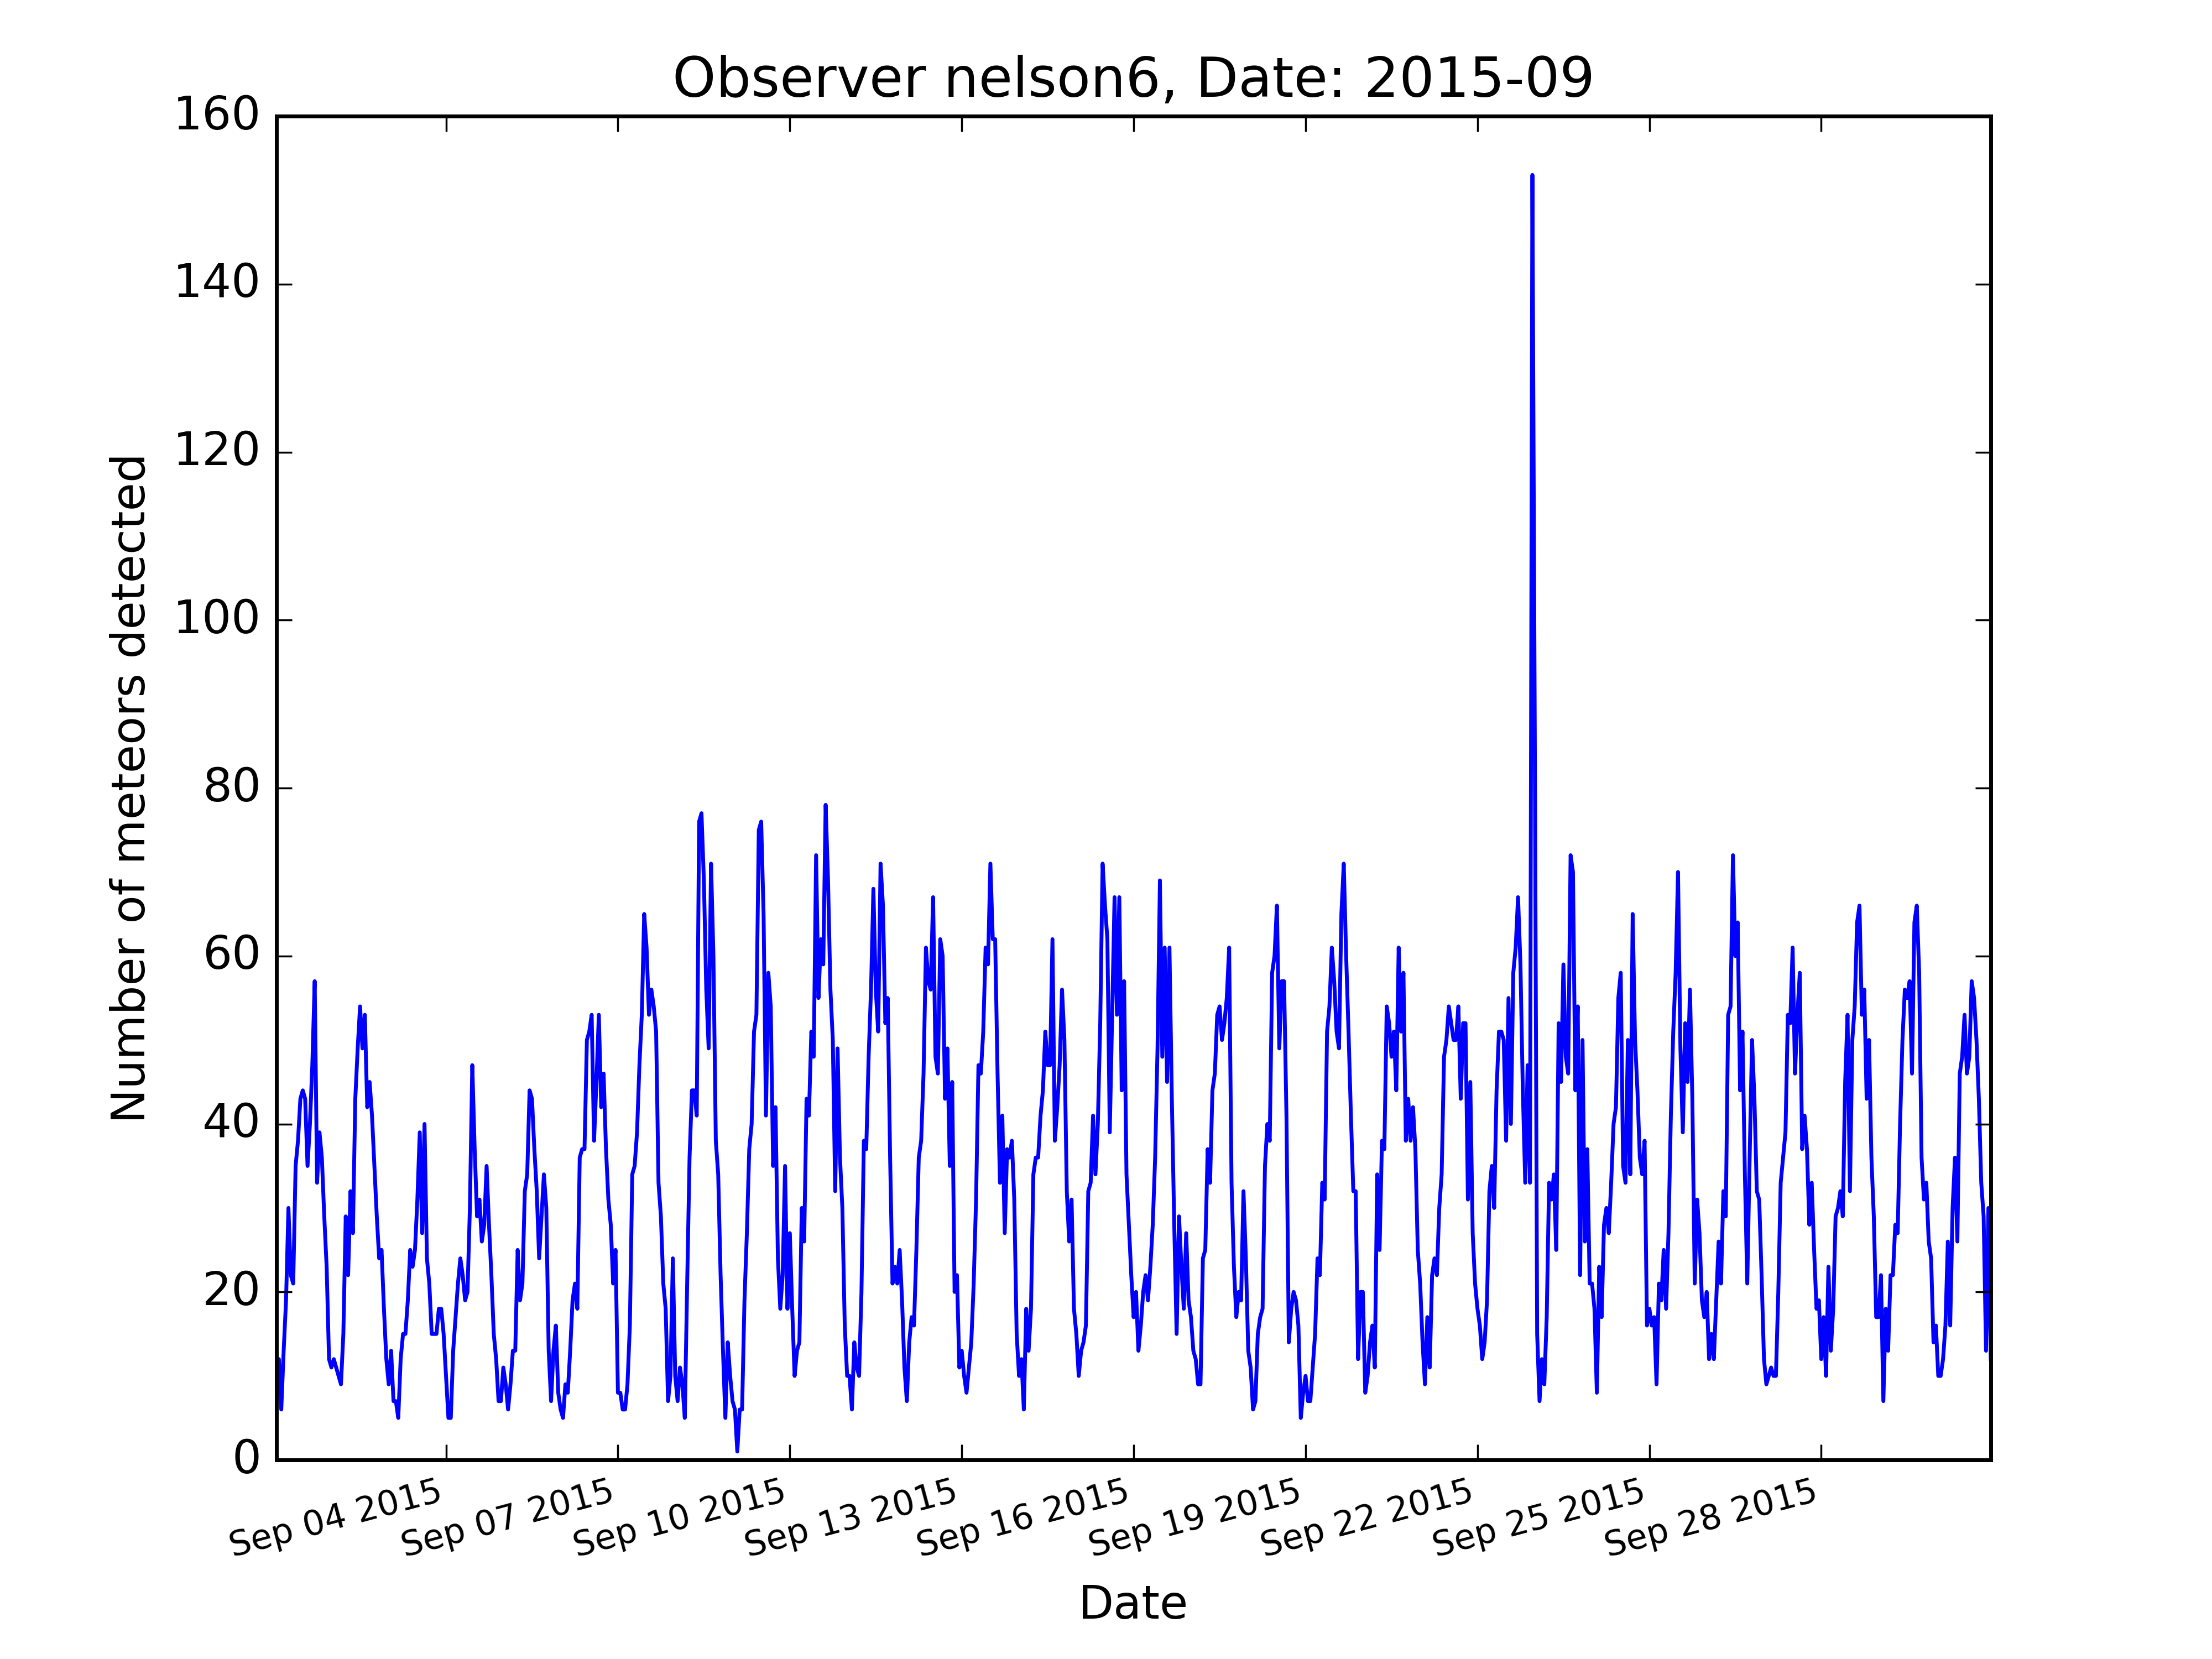 Observer nelson6, Date: 2015-09
160
140
120
100
80
60
40
20
0
Number of meteors detected
Sep 04 2015
Sep 07 2015
Sep 10 2015
Sep 13 2015
Sep 16 2015
Sep 19 2015
Sep 22 2015
Sep 25 2015
Sep 28 2015
Date